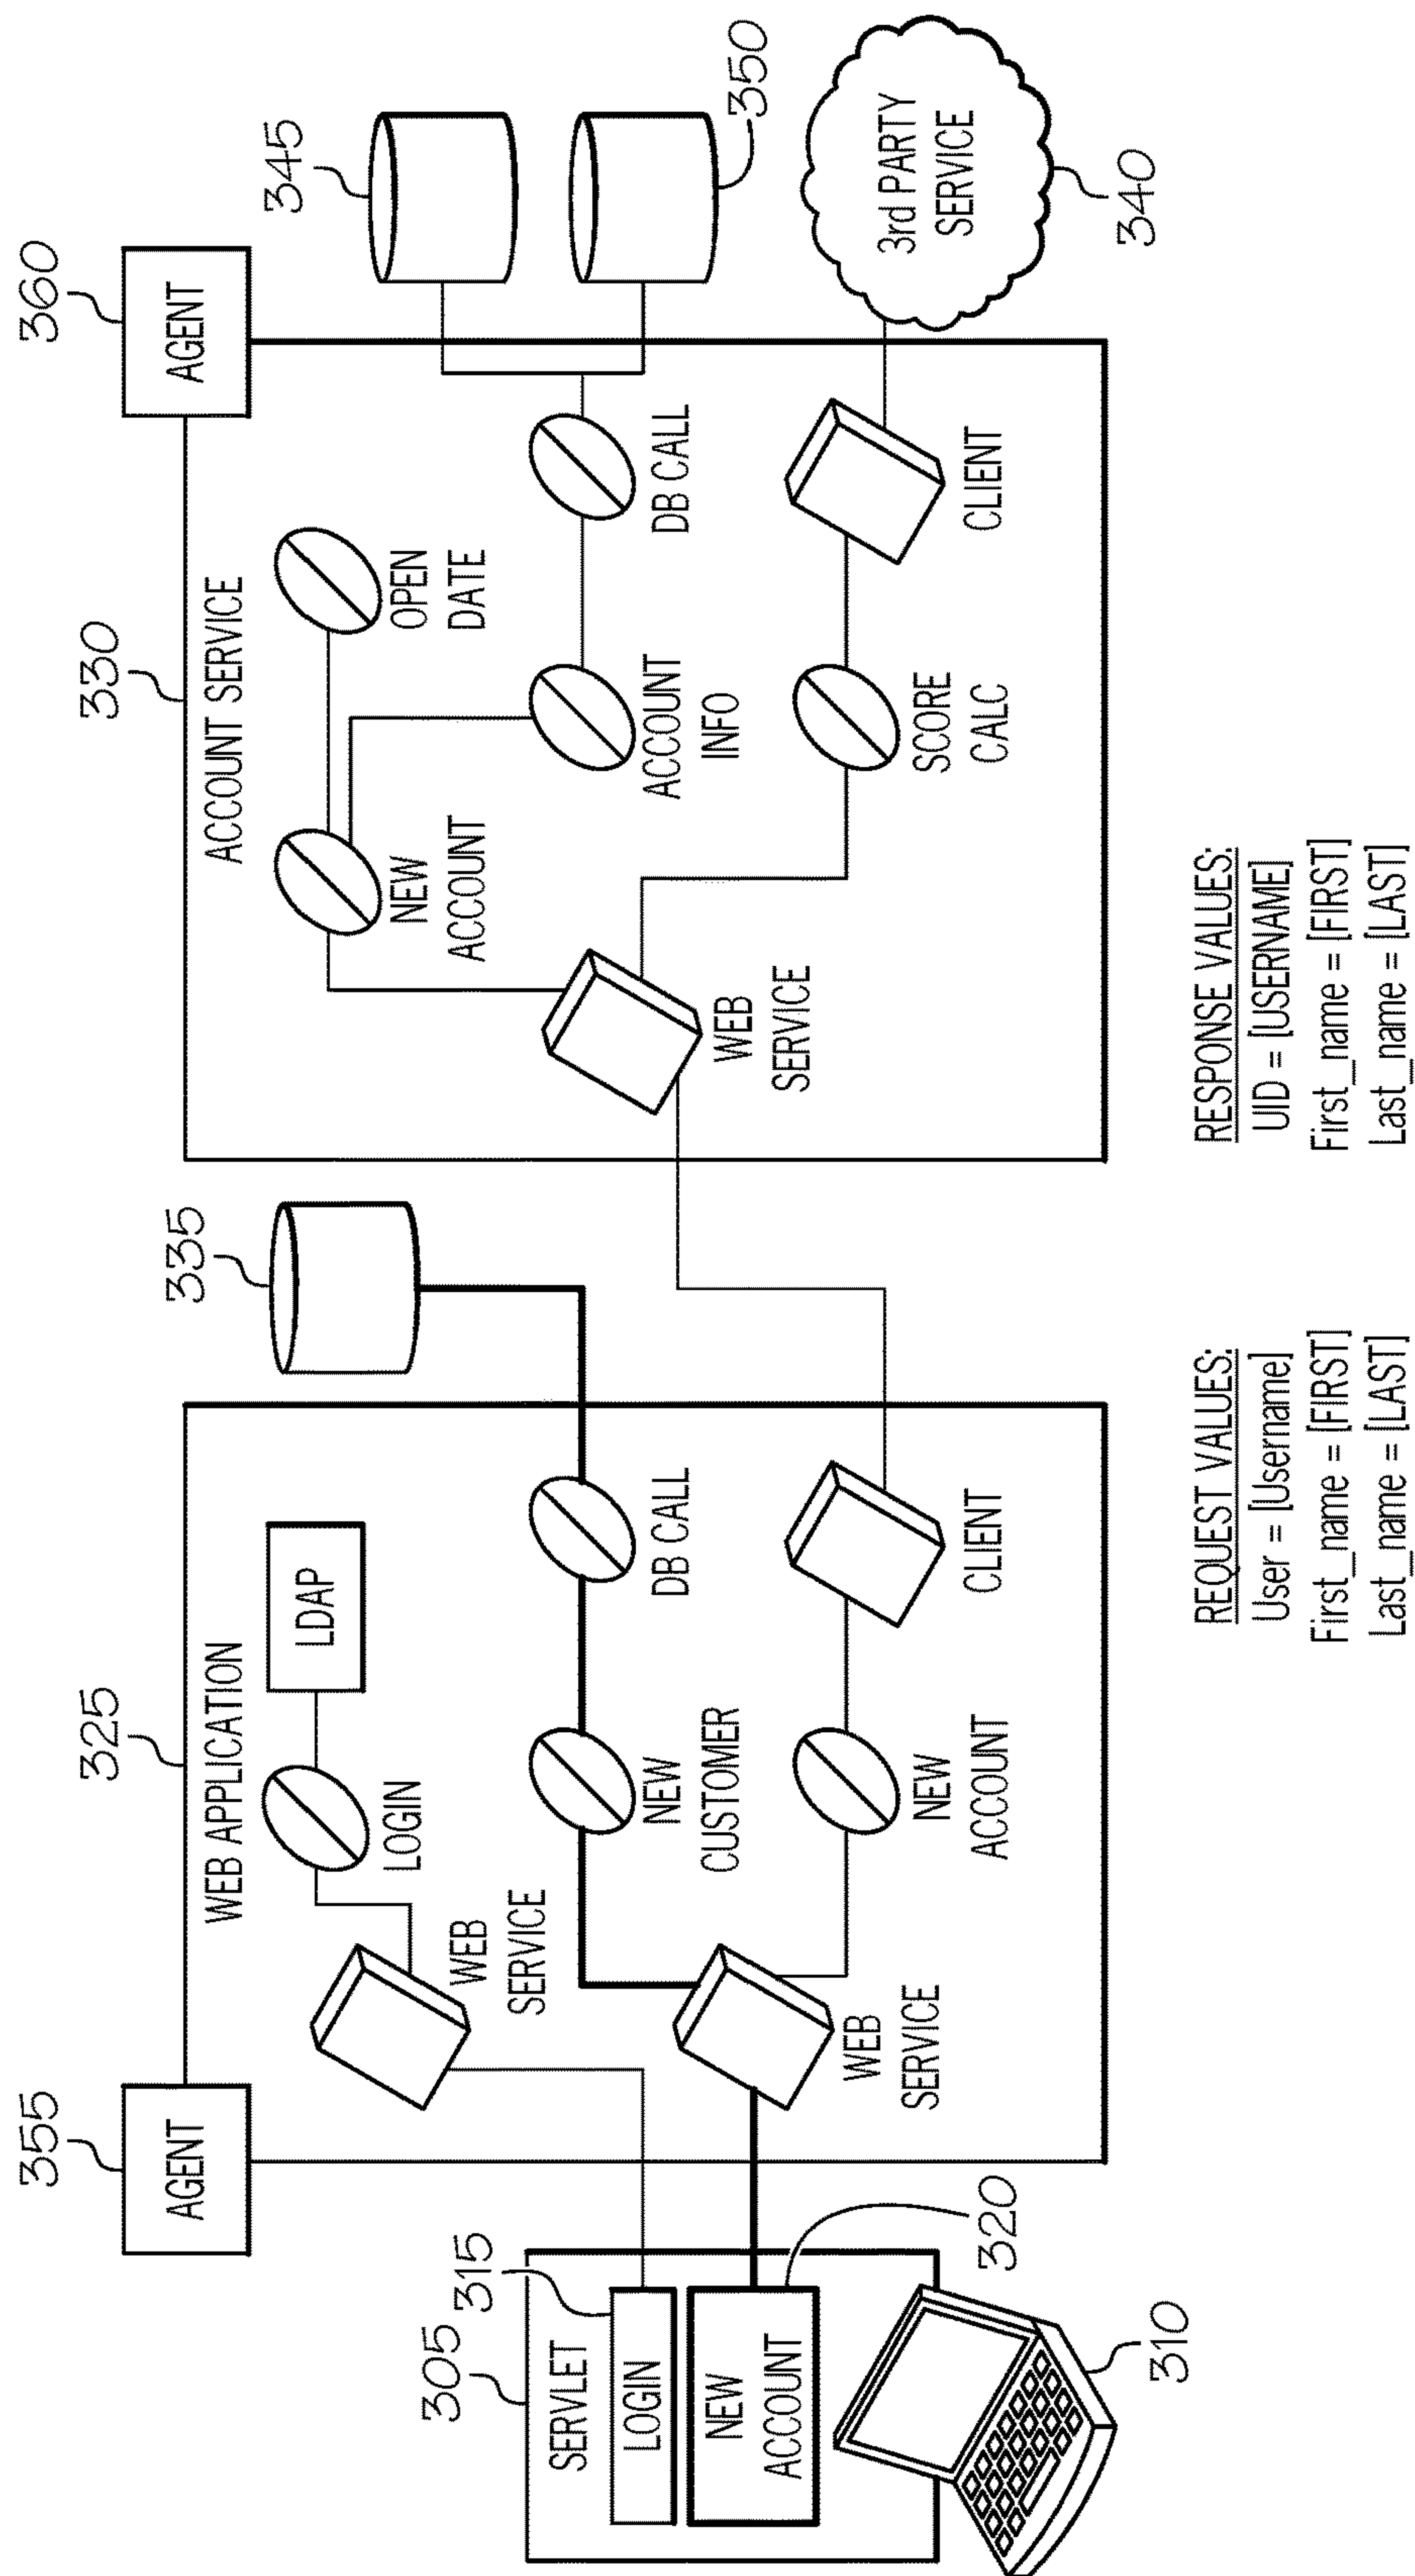 355
AGENT
325
WEB APPLICATION
335
330
ACCOUNT SERVICE
360
AGENT
345
350
305
SERVLET
315
LOGIN
NEW
ACCOUNT
320
310
WEB
SERVICE
LOGIN
LDAP
WEB
SERVICE
NEW
CUSTOMER
DB CALL
NEW
ACCOUNT
CLIENT
WEB
SERVICE
NEW
ACCOUNT
OPEN
DATE
ACCOUNT
INFO
DB CALL
SCORE
CALC
CLIENT
3rd PARTY
SERVICE
340
REQUEST VALUES:
User = [Username]
First_name = [FIRST]
Last_name = [LAST]
RESPONSE VALUES:
UID = [USERNAME]
First_name = [FIRST]
Last_name = [LAST]